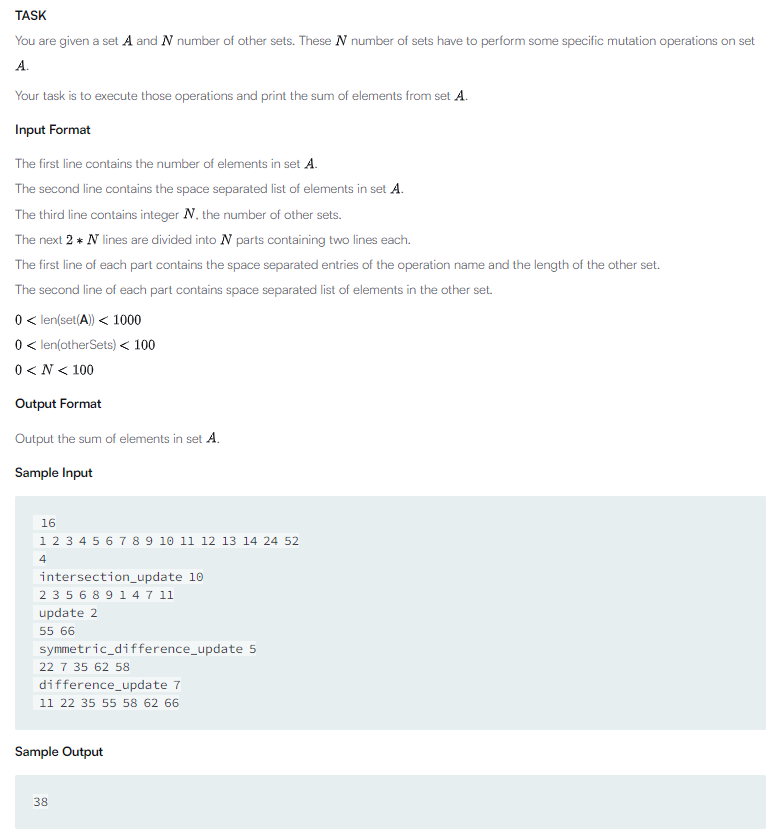 TASK
You are given a set A and N number of other sets. These N number of sets have to perform some specific mutation operations on set
A.
Your task is to execute those operations and print the sum of elements from set A.
Input Format
The first line contains the number of elements in set A.
The second line contains the space separated list of elements in set A.
The third line contains integer N, the number of other sets.
The next 2 * N lines are divided into N parts containing two lines each.
The first line of each part contains the space separated entries of the operation name and the length of the other set.
The second line of each part contains space separated list of elements in the other set.
0 < len(set(A)) < 1000
0 < len(otherSets) < 100
0 < N < 100
Output Format
Output the sum of elements in set A.
Sample Input
16
1 2 3 4 5 6 7 8 9 10 11 12 13 14 24 52
4
intersection_update 10
2 3 5 6 8 9 1 4 7 11
update 2
55 66
symmetric_difference_update 5
22 7 35 62 58
difference_update 7
11 22 35 55 58 62 66
Sample Output
38